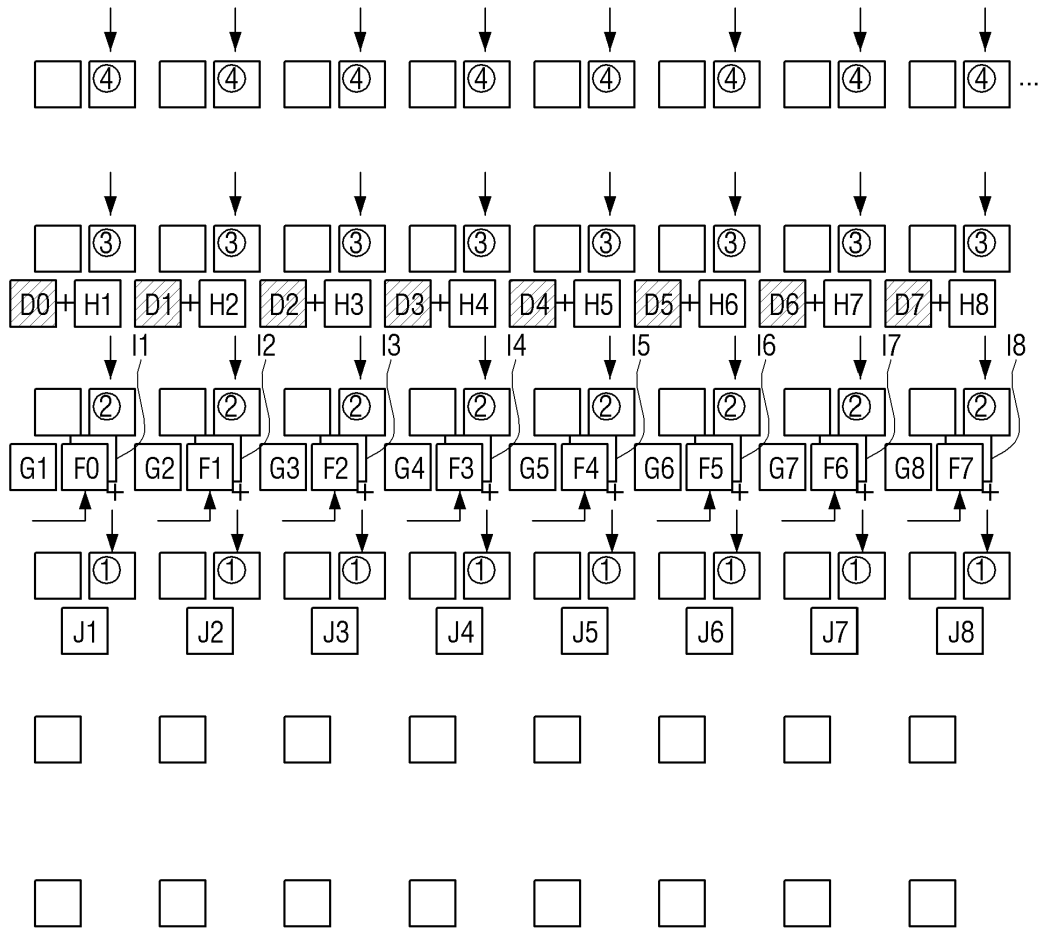 ④ ④ ④ ④ ④ ④ ④ ④ ...
③ ③ ③ ③ ③ ③ ③ ③
D0 + H1 D1 + H2 D2 + H3 D3 + H4 D4 + H5 D5 + H6 D6 + H7 D7 + H8
I1 I2 I3 I4 I5 I6 I7 I8
② ② ② ② ② ② ② ②
G1 F0 G2 F1 G3 F2 G4 F3 G5 F4 G6 F5 G7 F6 G8 F7
+ + + + + + + +
① ① ① ① ① ① ① ①
J1 J2 J3 J4 J5 J6 J7 J8